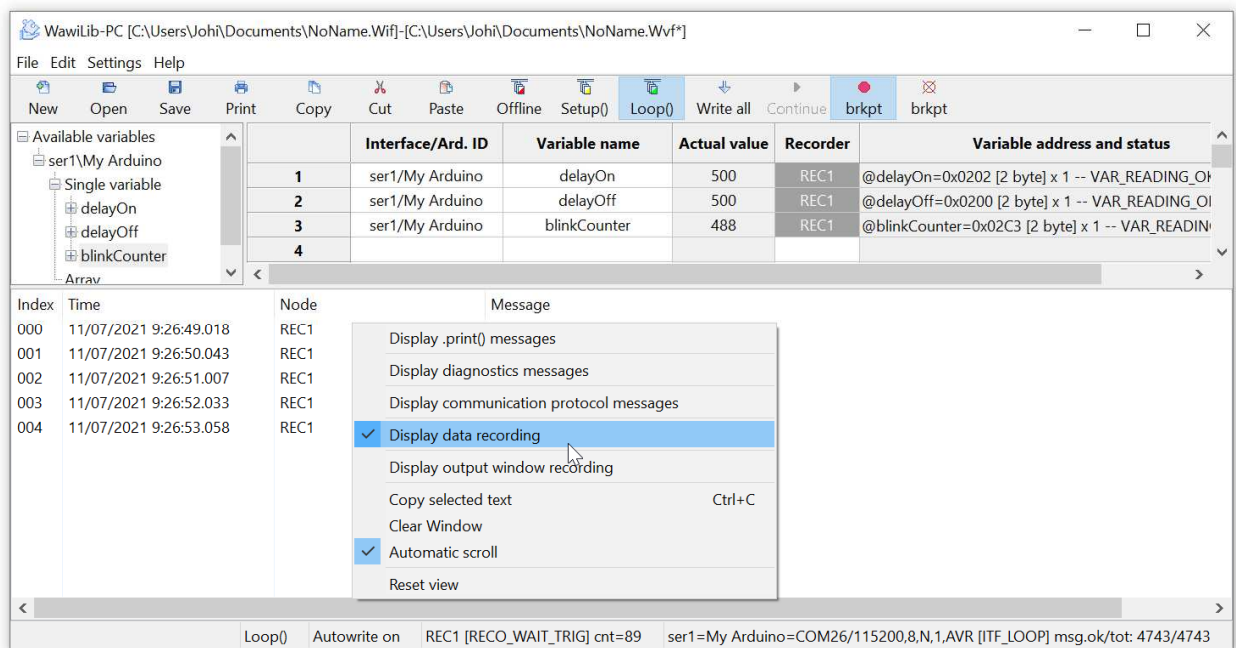 WawiLib-PC [C:\Users\Johi\Documents\NoName.Wif]-[C:\Users\Johi\Documents\NoName.Wvf*]
File Edit Settings Help
New Open Save Print Copy Cut Paste Offline Setup() Loop() Write all Continue brkpt brkpt
Available variables
ser1\My Arduino
Single variable
delayOn
delayOff
blinkCounter
Array
Interface/Ard. ID Variable name Actual value Recorder Variable address and status
1 ser1/My Arduino delayOn 500 REC1 @delayOn=0x0202 [2 byte] x 1 -- VAR_READING_OK
2 ser1/My Arduino delayOff 500 REC1 @delayOff=0x0200 [2 byte] x 1 -- VAR_READING_O
3 ser1/My Arduino blinkCounter 488 REC1 @blinkCounter=0x02C3 [2 byte] x 1 -- VAR_READIN
4
Index Time Node Message
000 11/07/2021 9:26:49.018 REC1
001 11/07/2021 9:26:50.043 REC1
002 11/07/2021 9:26:51.007 REC1
003 11/07/2021 9:26:52.033 REC1
004 11/07/2021 9:26:53.058 REC1
Display .print() messages
Display diagnostics messages
Display communication protocol messages
Display data recording
Display output window recording
Copy selected text Ctrl+C
Clear Window
Automatic scroll
Reset view
Loop() Autowrite on REC1 [RECO_WAIT_TRIG] cnt=89 ser1=My Arduino=COM26/115200,8,N,1,AVR [ITF_LOOP] msg.ok/tot: 4743/4743